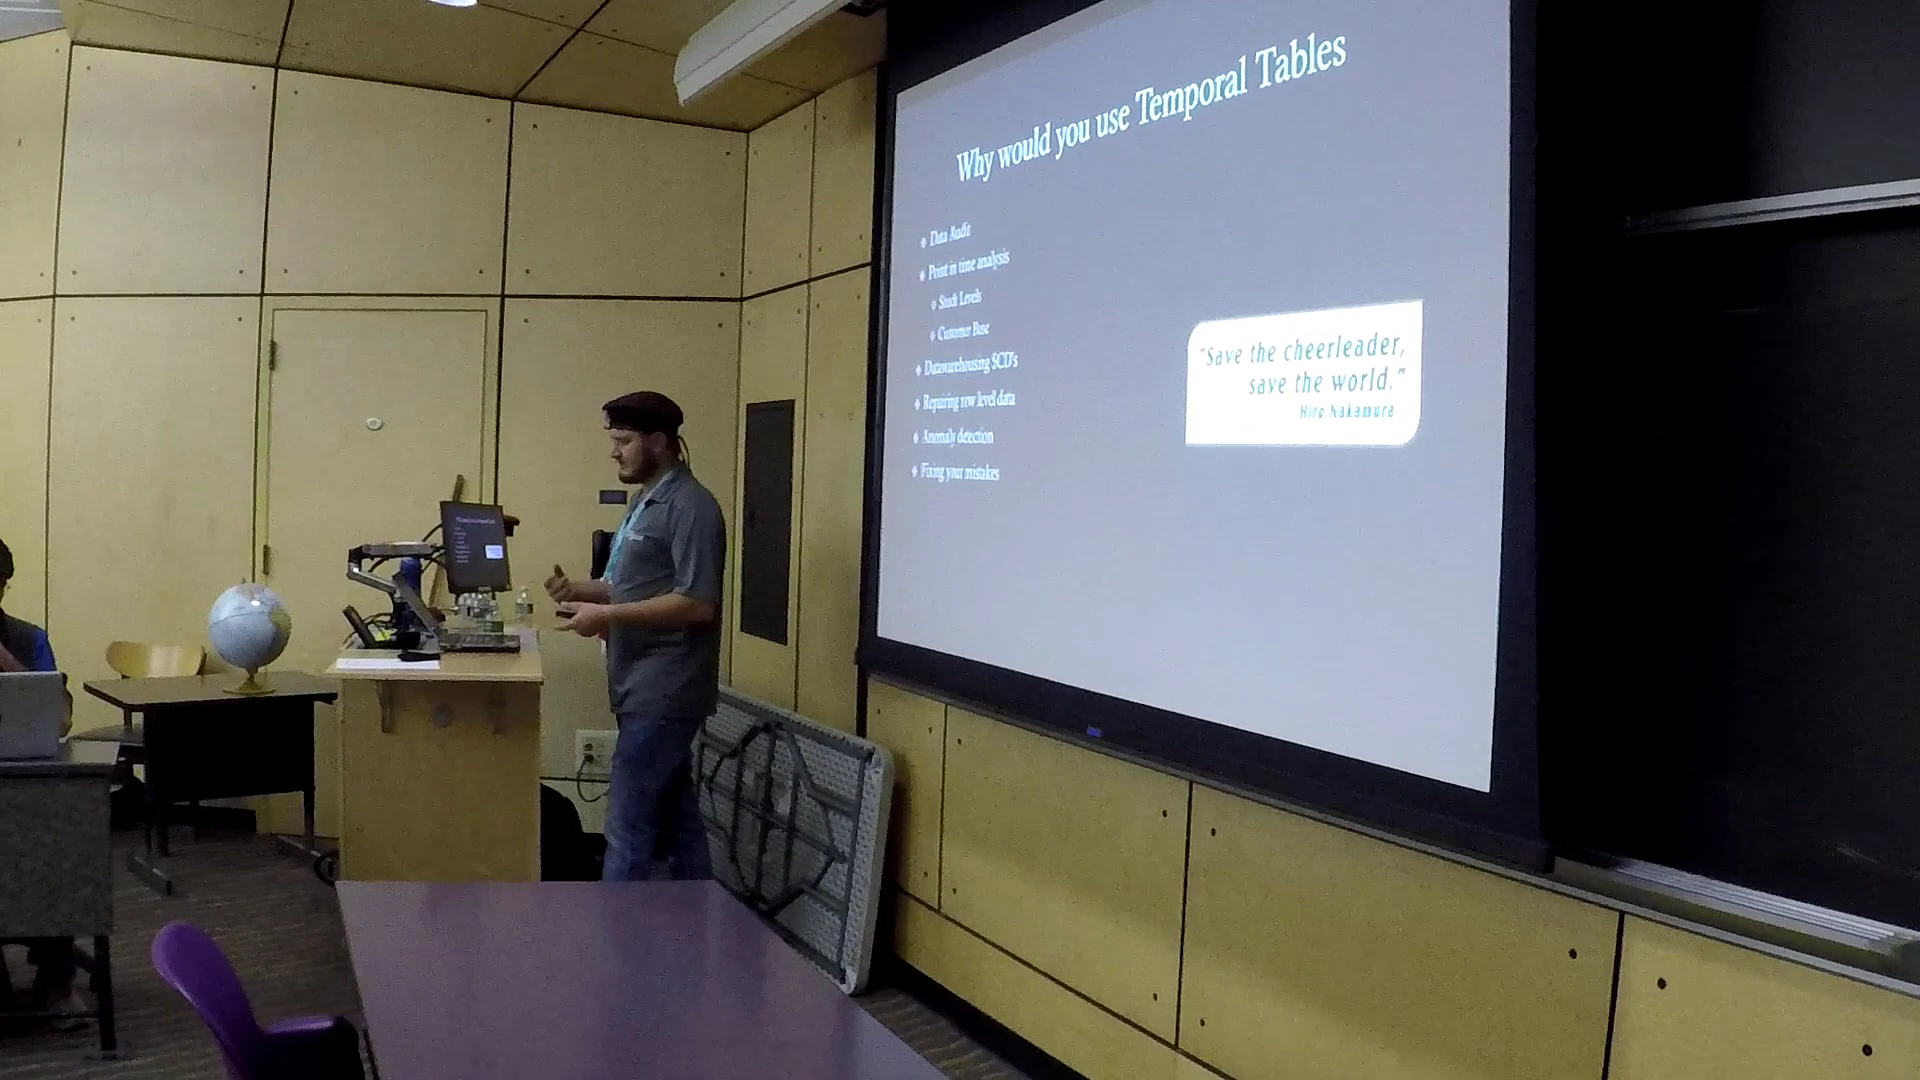 Why would you use Temporal Tables
Data Audit
Point in time analysis
Stock Levels
Customer Base
Datawarehousing SCD's
Repairing row level data
Anomaly detection
Fixing your mistakes
"Save the cheerleader,
save the world."
Hiro Nakamura